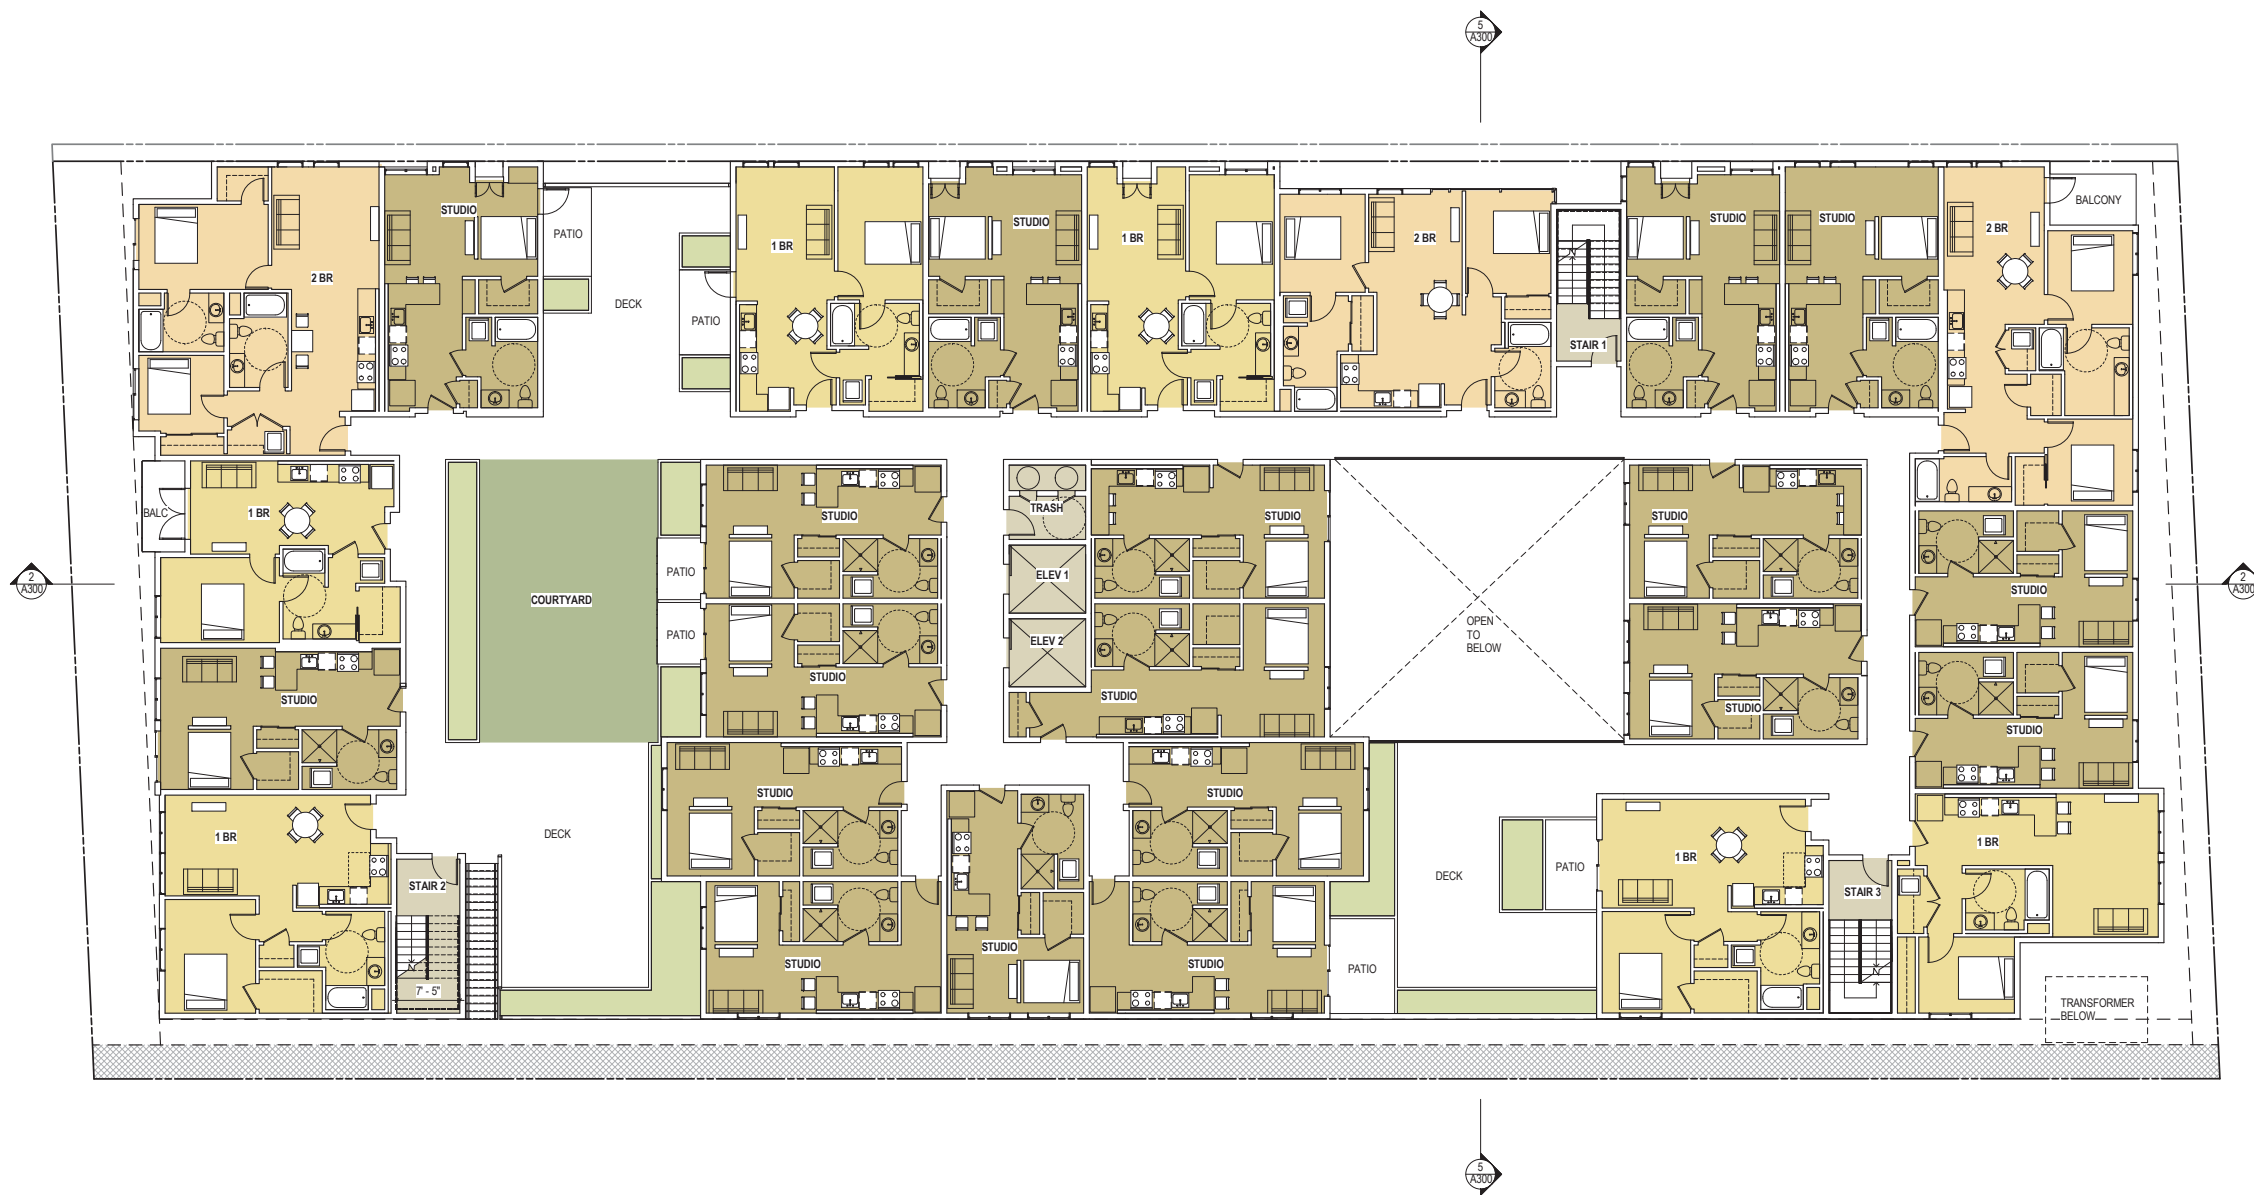 5
A300
BALCONY
STUDIO
STUDIO
STUDIO
STUDIO
2 BR
PATIO
1 BR
1 BR
2 BR
2 BR
DECK
PATIO
STAIR 1
BALC
1 BR
TRASH
STUDIO
STUDIO
STUDIO
PATIO
ELEV 1
2
A300
2
A300
COURTYARD
STUDIO
PATIO
ELEV 2
OPEN
TO
BELOW
STUDIO
STUDIO
STUDIO
STUDIO
STUDIO
STUDIO
STUDIO
DECK
1 BR
1 BR
1 BR
DECK
PATIO
STAIR 2
STAIR 3
STUDIO
STUDIO
STUDIO
PATIO
7' - 5"
TRANSFORMER
BELOW
5
A300